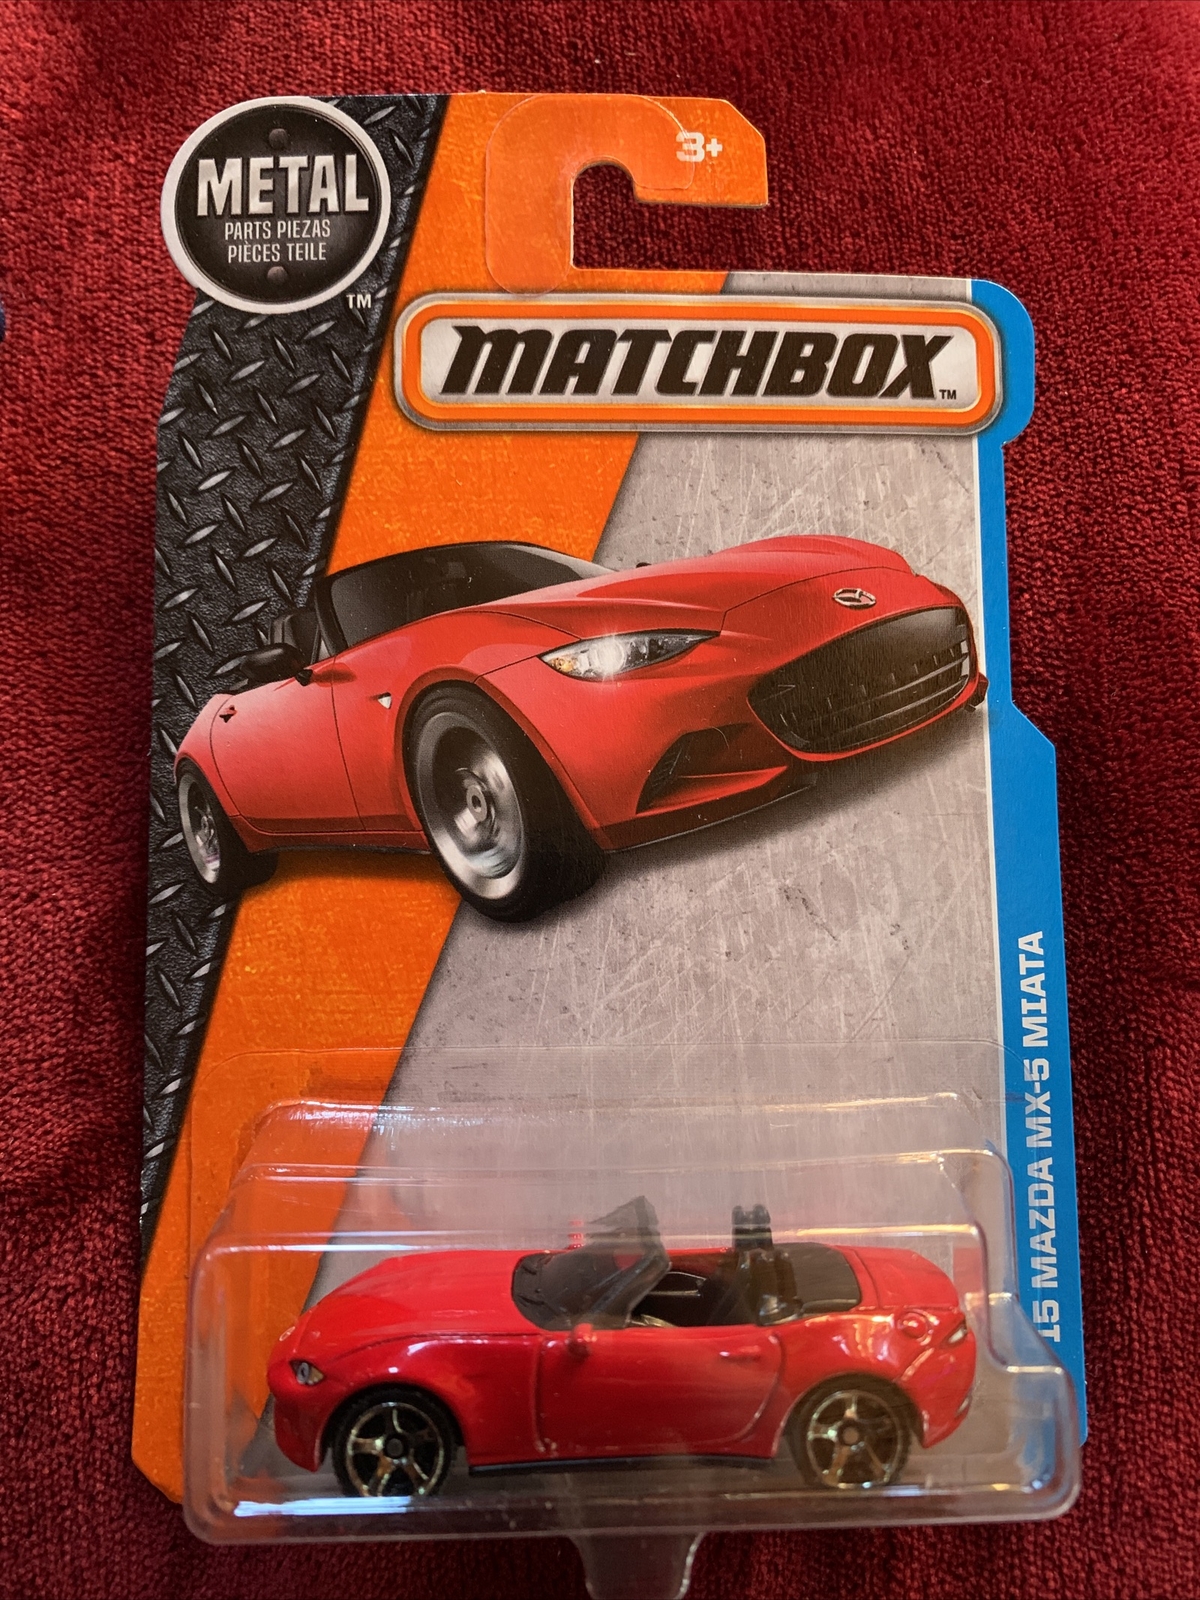 METAL
PARTS PIEZAS
PIÈCES TEILE
TM
3+
MATCHBOX
TM
15 MAZDA MX-5 MIATA